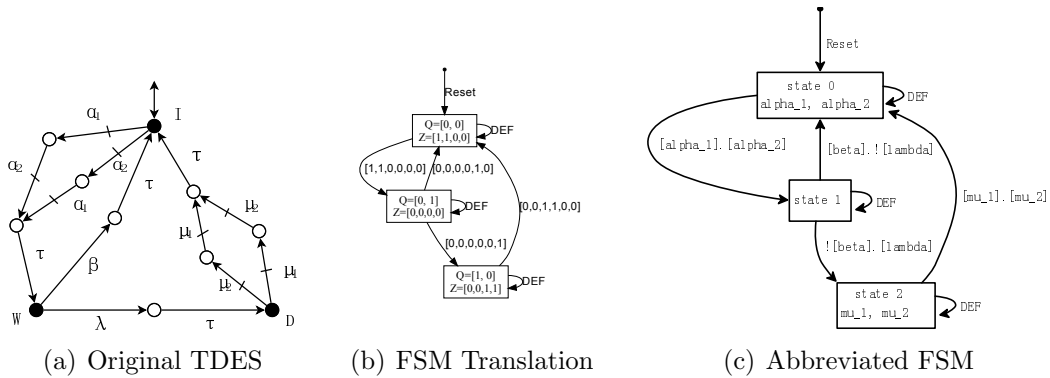 I
α₁
α₂
α₂
α₁
τ
τ
τ
β
μ₂
μ₁
μ₂
μ₁
W
λ
τ
D
(a) Original TDES
Reset
Q=[0, 0]
Z=[1,1,0,0]
DEF
[1,1,0,0,0,0]
[0,0,0,0,1,0]
Q=[0, 1]
Z=[0,0,0,0]
DEF
[0,0,1,1,0,0]
[0,0,0,0,0,1]
Q=[1, 0]
Z=[0,0,1,1]
DEF
(b) FSM Translation
Reset
state 0
alpha_1, alpha_2
DEF
[alpha_1].[alpha_2]
[beta].![lambda]
state 1
DEF
[mu_1].[mu_2]
![beta].[lambda]
state 2
mu_1, mu_2
DEF
(c) Abbreviated FSM